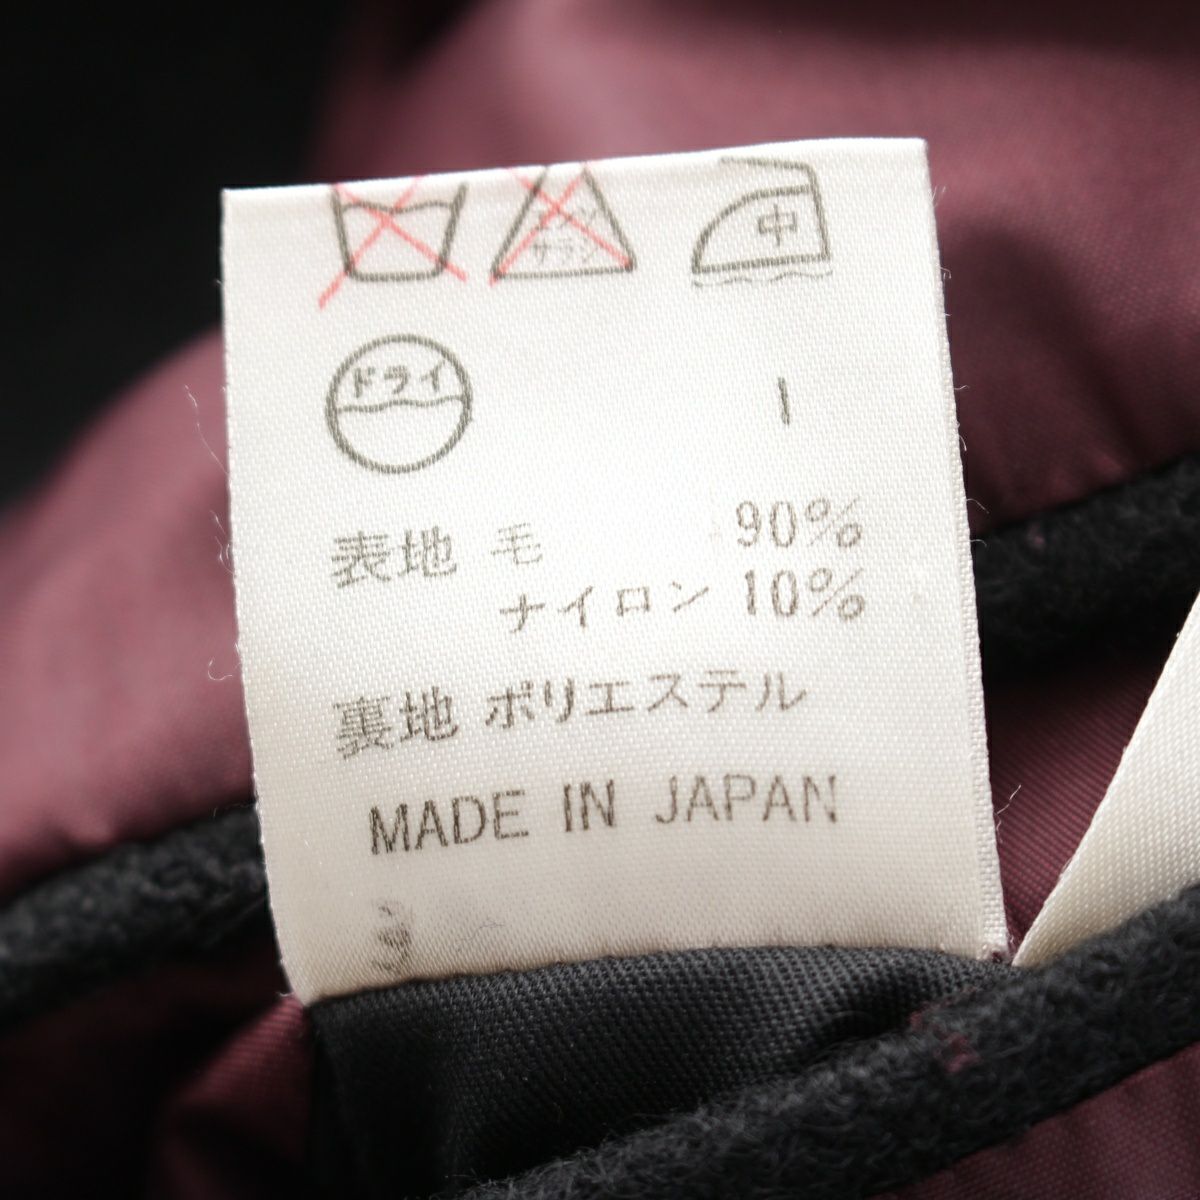 中
ドライ
I
表地 毛 90%
ナイロン 10%
裏地 ポリエステル
MADE IN JAPAN